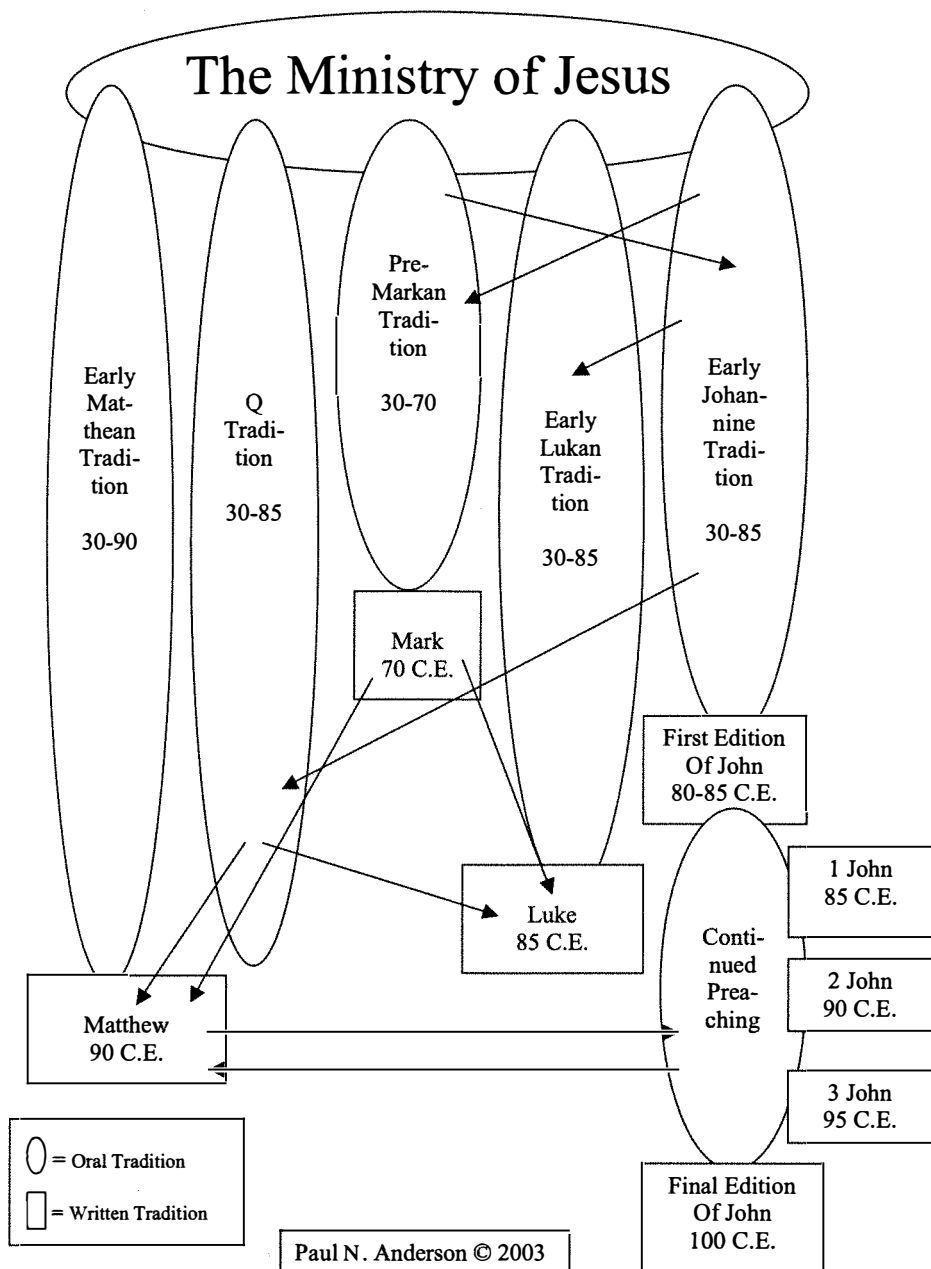 The Ministry of Jesus
Early
Mat-
thean
Tradi-
tion
30-90
Q
Tradi-
tion
30-85
Pre-
Markan
Tradi-
tion
30-70
Early
Lukan
Tradi-
tion
30-85
Early
Johan-
nine
Tradi-
tion
30-85
Mark
70 C.E.
First Edition
Of John
80-85 C.E.
Luke
85 C.E.
Conti-
nued
Prea-
ching
1 John
85 C.E.
2 John
90 C.E.
3 John
95 C.E.
Matthew
90 C.E.
= Oral Tradition
= Written Tradition
Final Edition
Of John
100 C.E.
Paul N. Anderson © 2003